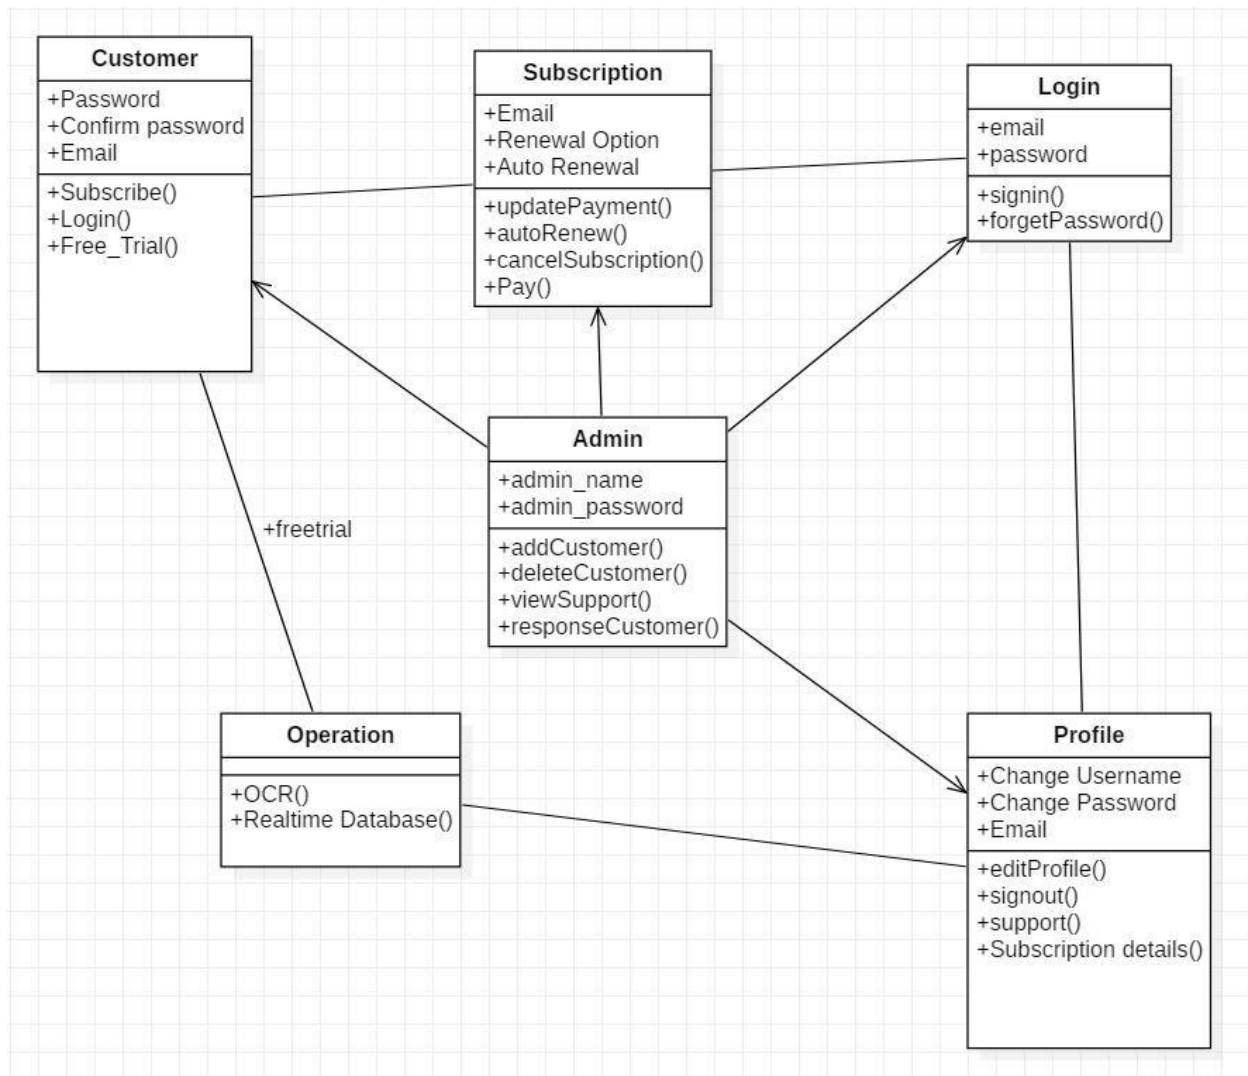 Customer
+Password
+Confirm password
+Email
+Subscribe()
+Login()
+Free_Trial()
Subscription
+Email
+Renewal Option
+Auto Renewal
+updatePayment()
+autoRenew()
+cancelSubscription()
+Pay()
Login
+email
+password
+signin()
+forgetPassword()
Admin
+admin_name
+admin_password
+addCustomer()
+deleteCustomer()
+viewSupport()
+responseCustomer()
+freetrial
Operation
+OCR()
+Realtime Database()
Profile
+Change Username
+Change Password
+Email
+editProfile()
+signout()
+support()
+Subscription details()